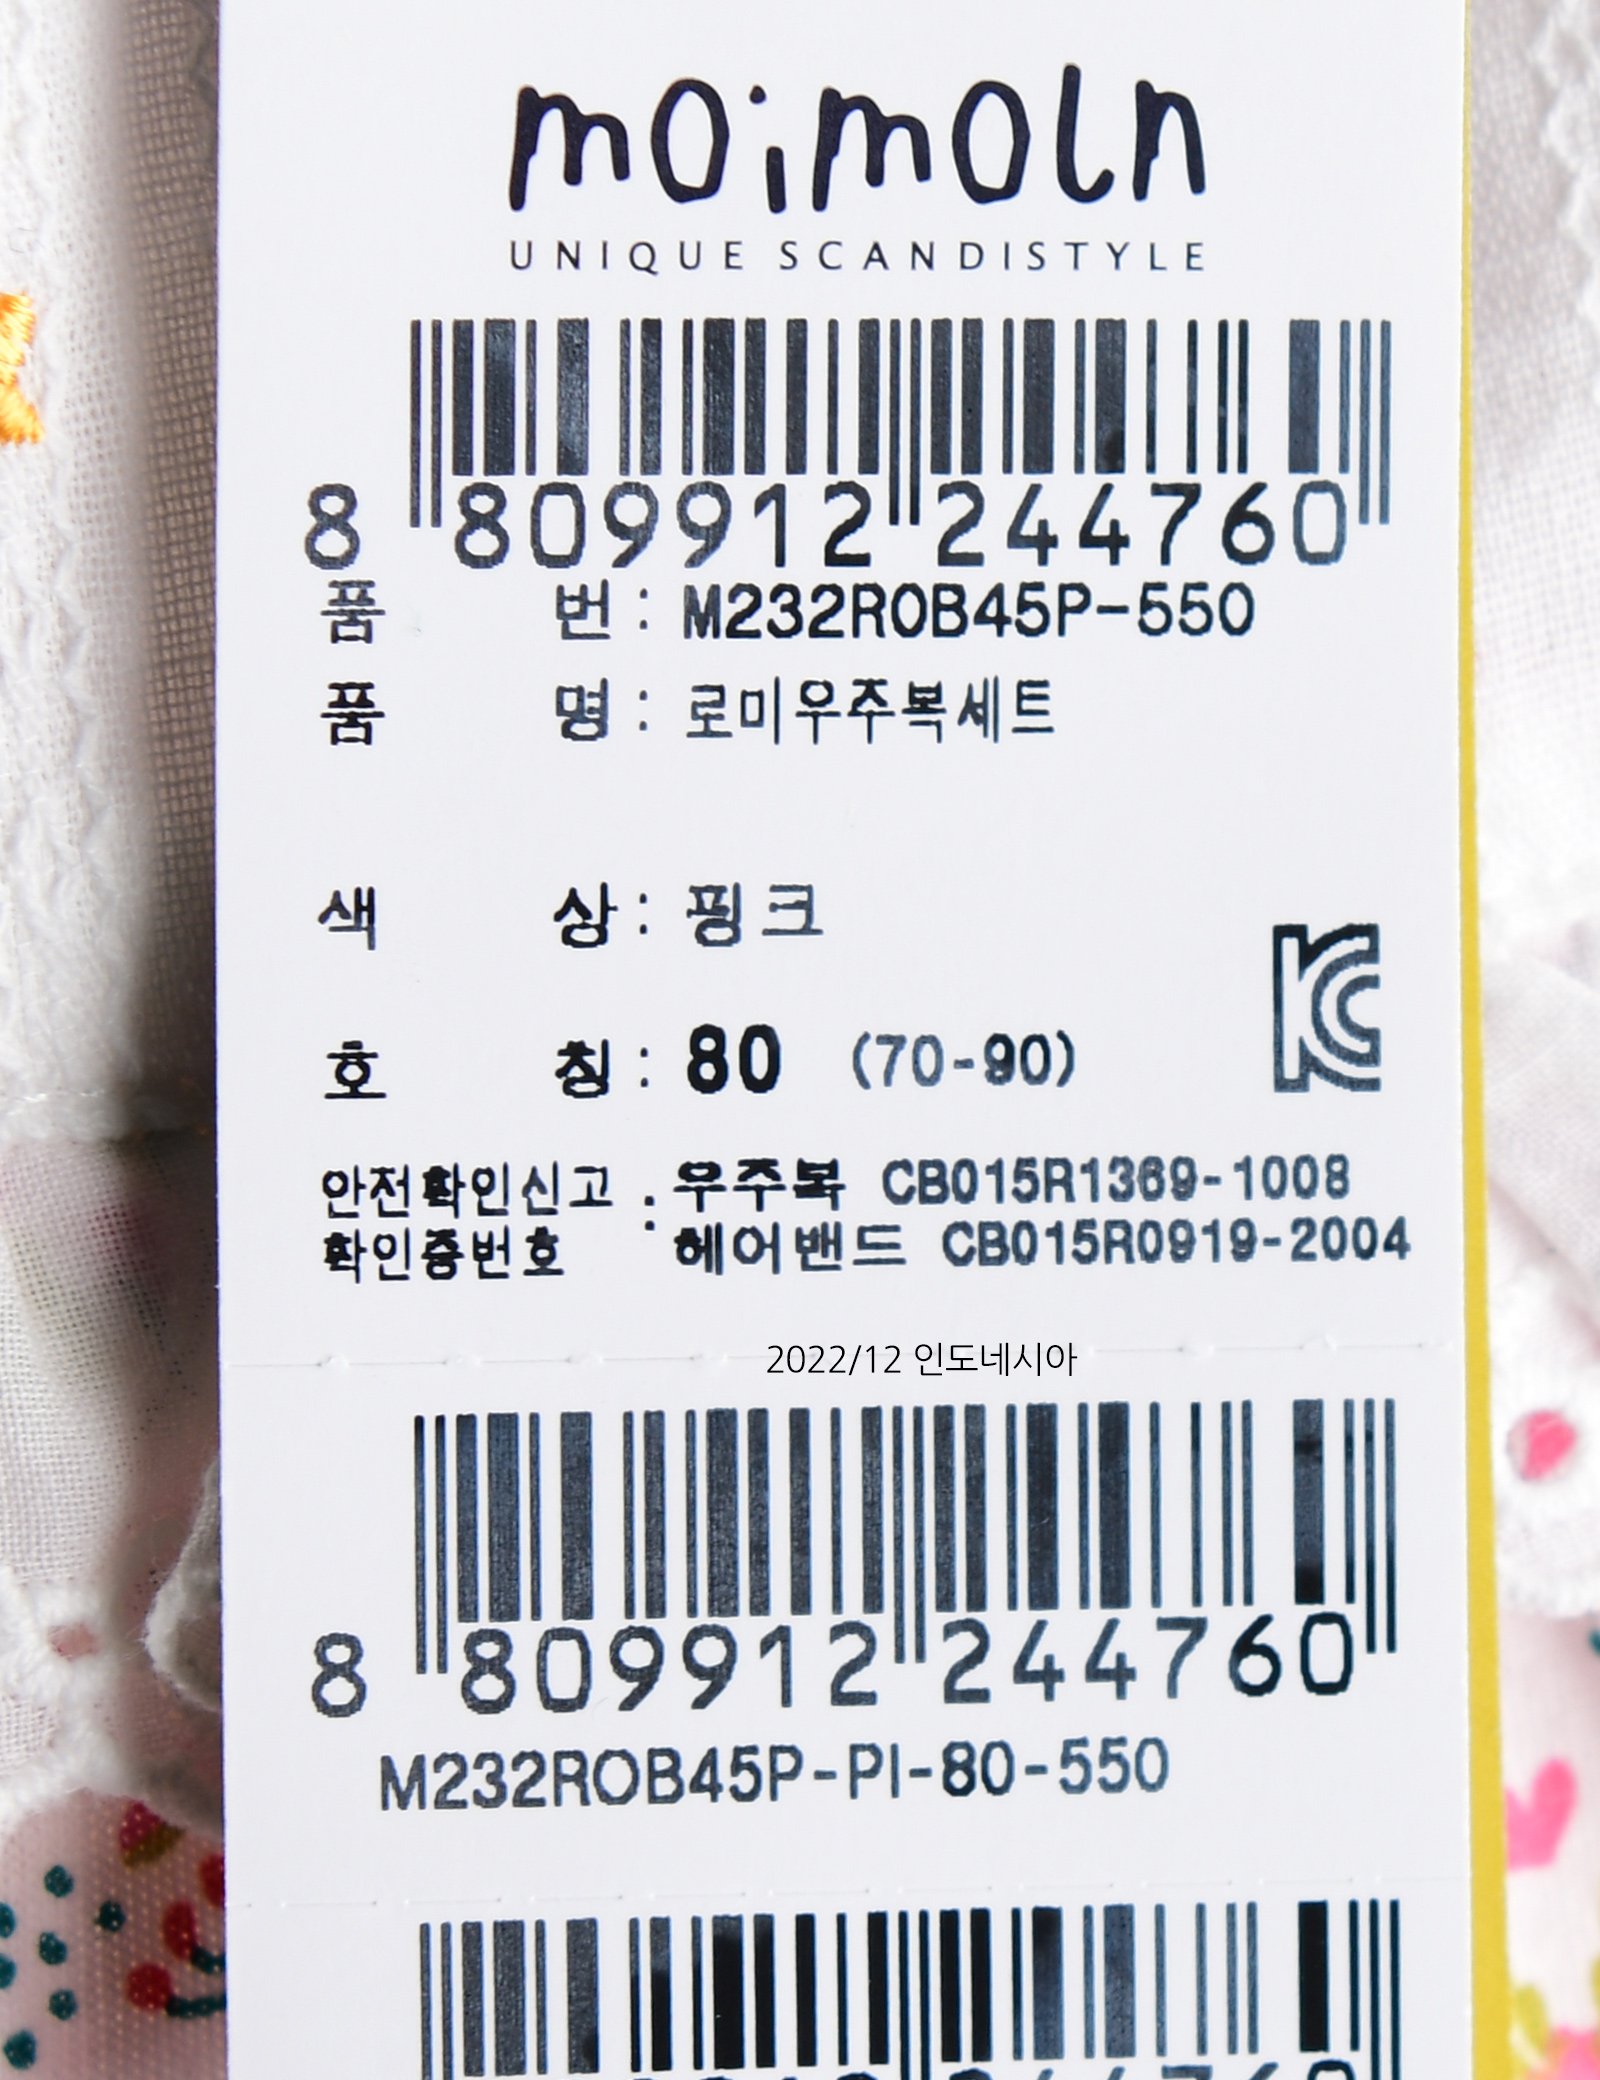 moimoln
UNIQUE SCANDISTYLE
8 809912 244760
품 번 : M232ROB45P-550
품 명 : 로미우주복세트
색 상 : 핑크
호 칭 : 80 (70-90)
안전확인신고 확인증번호 : 우주복 CB015R1369-1008
헤어밴드 CB015R0919-2004
2022/12 인도네시아
8 809912 244760
M232ROB45P-PI-80-550